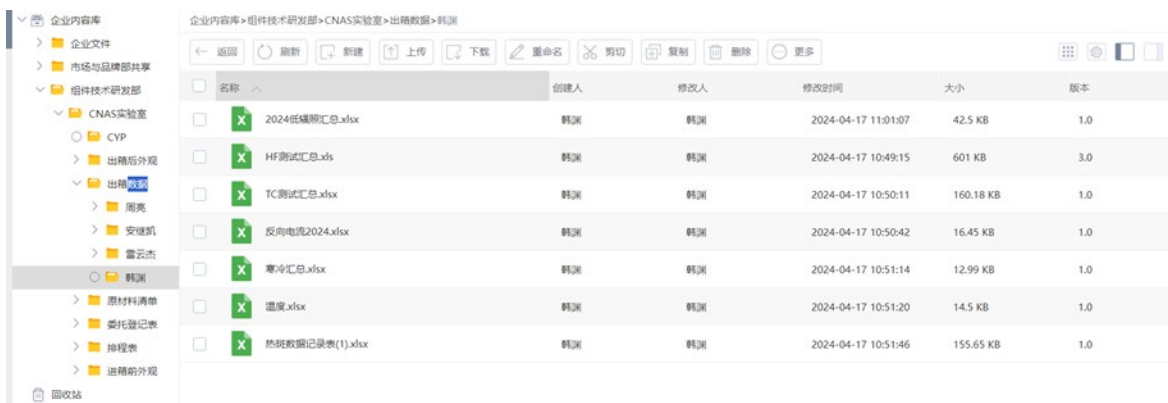 企业内容库
企业文件
市场与品牌部共享
组件技术研发部
CNAS实验室
CYP
出箱后外观
出箱数据
周亮
安继凯
雷云杰
韩渊
原材料清单
委托登记表
排程表
进箱前外观
回收站
企业内容库>组件技术研发部>CNAS实验室>出箱数据>韩渊
返回 刷新 新建 上传 下载 重命名 剪切 复制 删除 更多
名称 创建人 修改人 修改时间 大小 版本
2024低辐照汇总.xlsx 韩渊 韩渊 2024-04-17 11:01:07 42.5 KB 1.0
HF测试汇总.xls 韩渊 韩渊 2024-04-17 10:49:15 601 KB 3.0
TC测试汇总.xlsx 韩渊 韩渊 2024-04-17 10:50:11 160.18 KB 1.0
反向电流2024.xlsx 韩渊 韩渊 2024-04-17 10:50:42 16.45 KB 1.0
寒冷汇总.xlsx 韩渊 韩渊 2024-04-17 10:51:14 12.99 KB 1.0
温度.xlsx 韩渊 韩渊 2024-04-17 10:51:20 14.5 KB 1.0
热斑数据记录表(1).xlsx 韩渊 韩渊 2024-04-17 10:51:46 155.65 KB 1.0